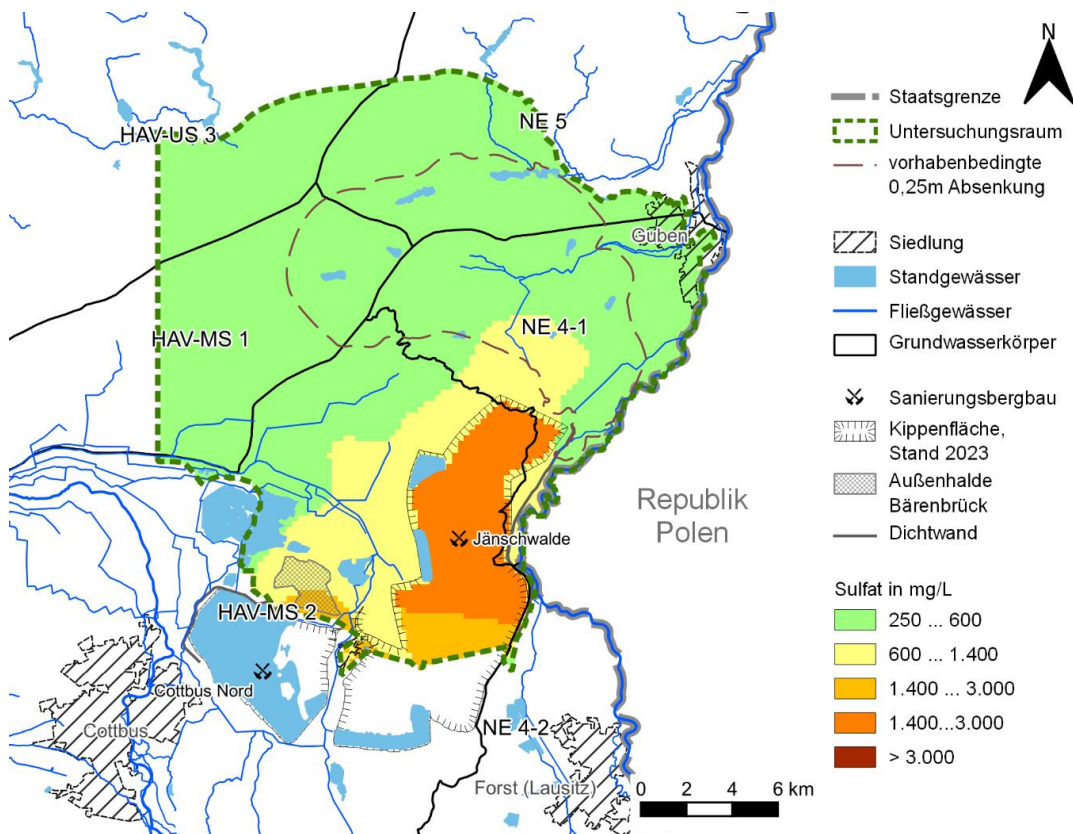 N
HAV-US 3
NE 5
Guben
HAV-MS 1
NE 4-1
Republik
Polen
Jänschwalde
HAV-MS 2
Cottbus Nord
Cottbus
NE 4-2
Forst (Lausitz)
0 2 4 6 km
Staatsgrenze
Untersuchungsraum
vorhabenbedingte
0,25m Absenkung
Siedlung
Standgewässer
Fließgewässer
Grundwasserkörper
Sanierungsbergbau
Kippenfläche,
Stand 2023
Außenhalde
Bärenbrück
Dichtwand
Sulfat in mg/L
250 ... 600
600 ... 1.400
1.400 ... 3.000
1.400...3.000
> 3.000